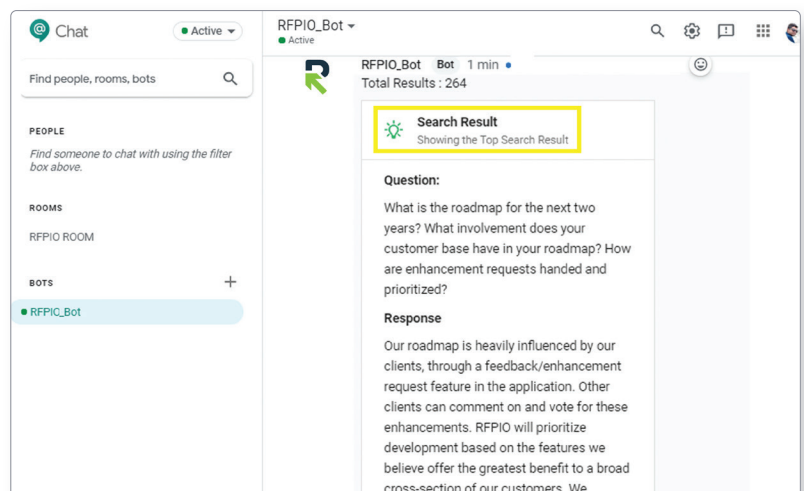 Chat
Active
Find people, rooms, bots
PEOPLE
Find someone to chat with using the filter
box above.
ROOMS
RFPIO ROOM
BOTS
RFPIO_Bot
RFPIO_Bot
Active
RFPIO_Bot Bot 1 min
Total Results : 264
Search Result
Showing the Top Search Result
Question:
What is the roadmap for the next two
years? What involvement does your
customer base have in your roadmap? How
are enhancement requests handed and
prioritized?
Response
Our roadmap is heavily influenced by our
clients, through a feedback/enhancement
request feature in the application. Other
clients can comment on and vote for these
enhancements. RFPIO will prioritize
development based on the features we
believe offer the greatest benefit to a broad
cross-section of our customers. We